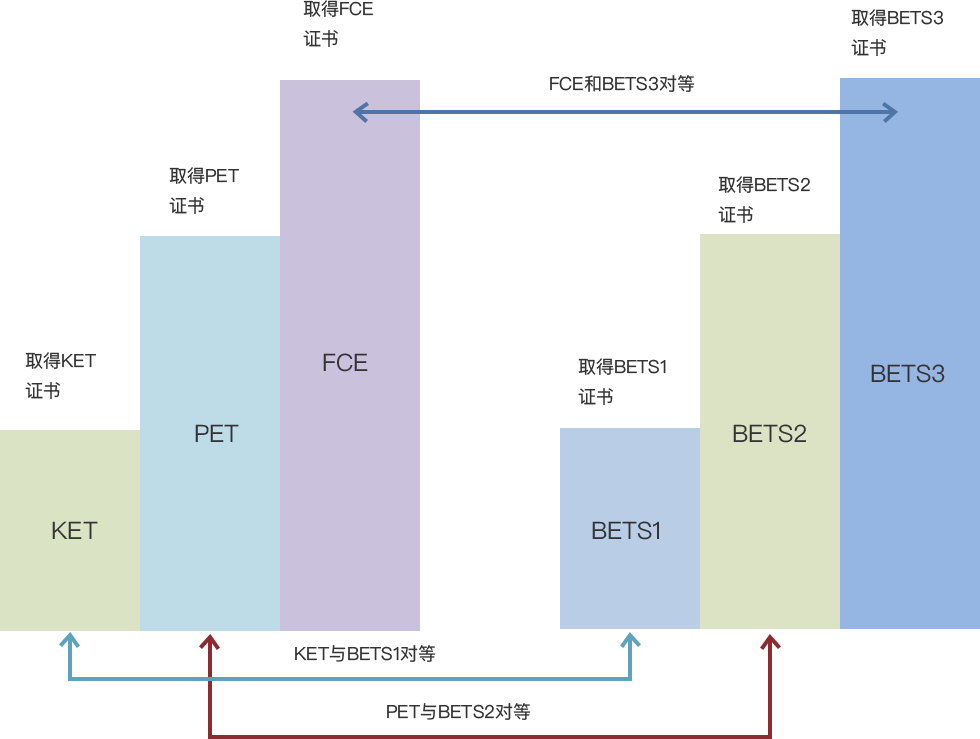 取得FCE
证书
取得BETS3
证书
FCE和BETS3对等
取得PET
证书
取得BETS2
证书
取得KET
证书
FCE
取得BETS1
证书
BETS3
PET
BETS2
KET
BETS1
KET与BETS1对等
PET与BETS2对等